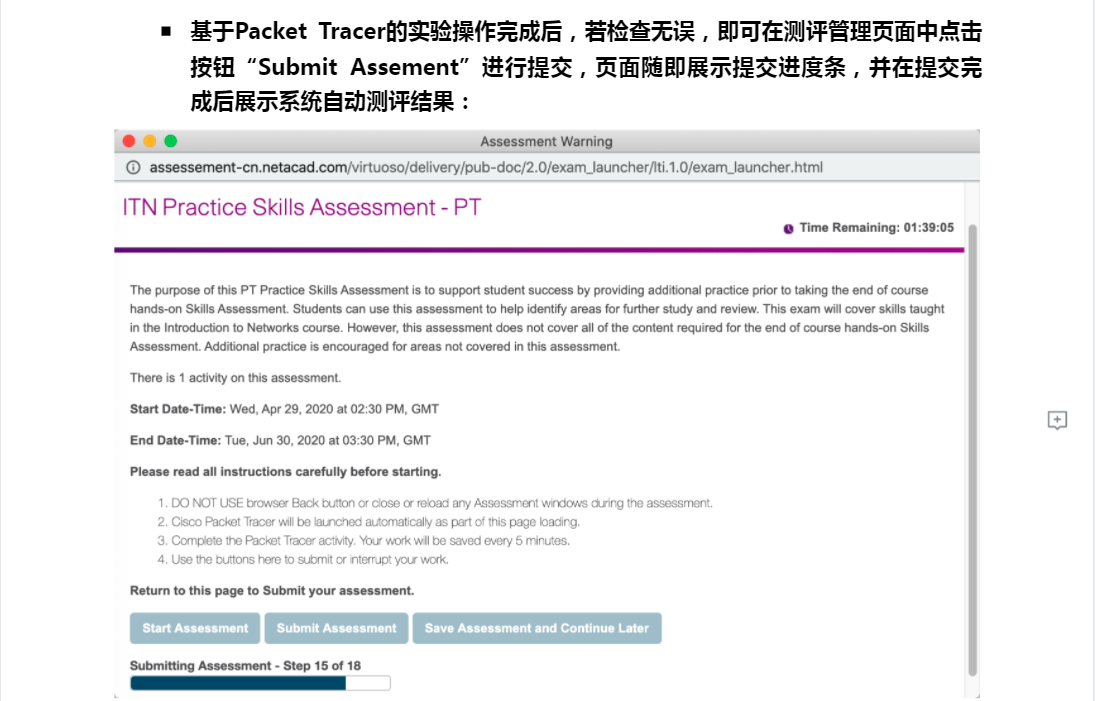 ▪ 基于Packet Tracer的实验操作完成后，若检查无误，即可在测评管理页面中点击
按钮“Submit Assement”进行提交，页面随即展示提交进度条，并在提交完
成后展示系统自动测评结果：
Assessment Warning
assessement-cn.netacad.com/virtuoso/delivery/pub-doc/2.0/exam_launcher/lti.1.0/exam_launcher.html
ITN Practice Skills Assessment - PT
Time Remaining: 01:39:05
The purpose of this PT Practice Skills Assessment is to support student success by providing additional practice prior to taking the end of course
hands-on Skills Assessment. Students can use this assessment to help identify areas for further study and review. This exam will cover skills taught
in the Introduction to Networks course. However, this assessment does not cover all of the content required for the end of course hands-on Skills
Assessment. Additional practice is encouraged for areas not covered in this assessment.
There is 1 activity on this assessment.
Start Date-Time: Wed, Apr 29, 2020 at 02:30 PM, GMT
End Date-Time: Tue, Jun 30, 2020 at 03:30 PM, GMT
Please read all instructions carefully before starting.
1. DO NOT USE browser Back button or close or reload any Assessment windows during the assessment.
2. Cisco Packet Tracer will be launched automatically as part of this page loading.
3. Complete the Packet Tracer activity. Your work will be saved every 5 minutes.
4. Use the buttons here to submit or interrupt your work.
Return to this page to Submit your assessment.
Start Assessment Submit Assessment Save Assessment and Continue Later
Submitting Assessment - Step 15 of 18